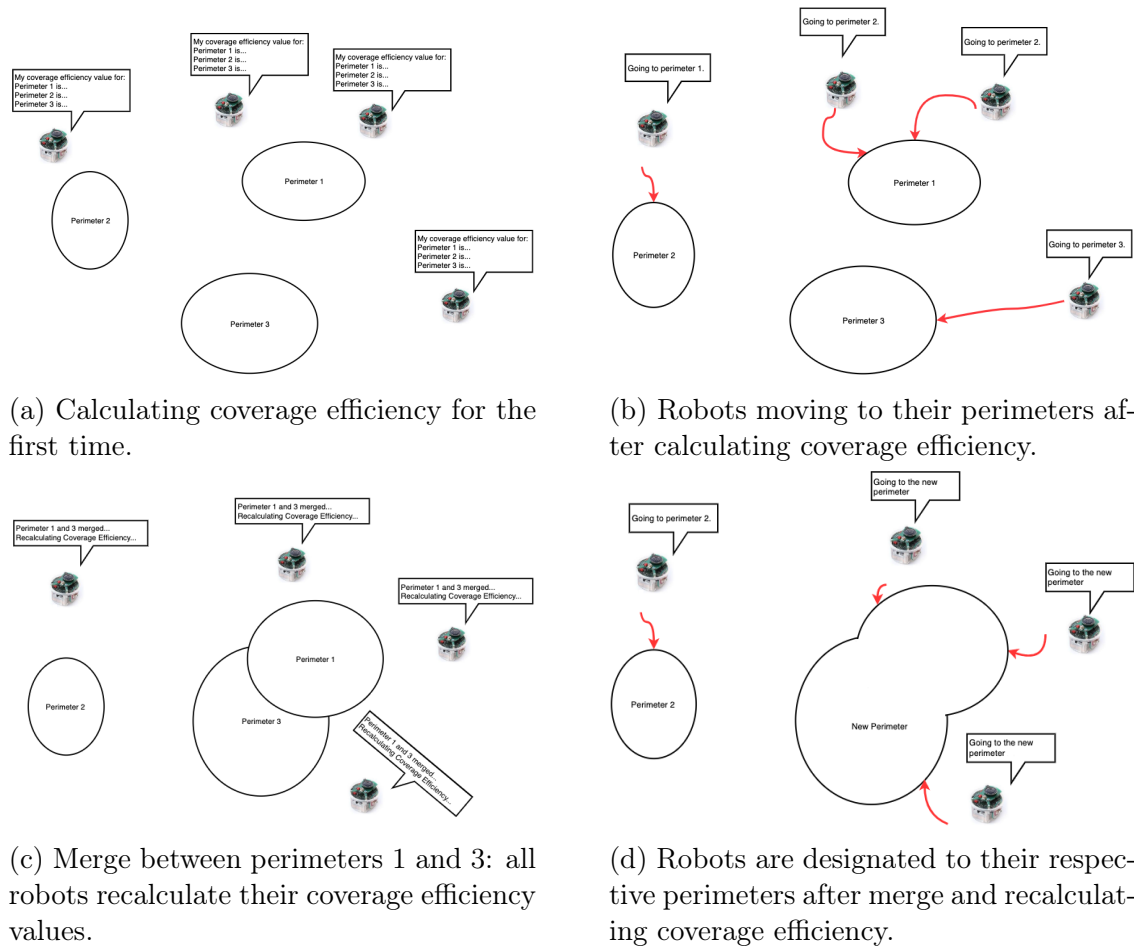 My coverage efficiency value for:
Perimeter 1 is...
Perimeter 2 is...
Perimeter 3 is...
My coverage efficiency value for:
Perimeter 1 is...
Perimeter 2 is...
Perimeter 3 is...
My coverage efficiency value for:
Perimeter 1 is...
Perimeter 2 is...
Perimeter 3 is...
Perimeter 1
Perimeter 2
My coverage efficiency value for:
Perimeter 1 is...
Perimeter 2 is...
Perimeter 3 is...
Perimeter 3
(a) Calculating coverage efficiency for the
first time.
Going to perimeter 2.
Going to perimeter 2.
Going to perimeter 1.
Perimeter 1
Perimeter 2
Going to perimeter 3.
Perimeter 3
(b) Robots moving to their perimeters af-
ter calculating coverage efficiency.
Perimeter 1 and 3 merged...
Recalculating Coverage Efficiency...
Perimeter 1 and 3 merged...
Recalculating Coverage Efficiency...
Perimeter 1 and 3 merged...
Recalculating Coverage Efficiency...
Perimeter 1
Perimeter 2
Perimeter 3
Perimeter 1 and 3 merged...
Recalculating Coverage Efficiency...
(c) Merge between perimeters 1 and 3: all
robots recalculate their coverage efficiency
values.
Going to the new
perimeter
Going to perimeter 2.
Going to the new
perimeter
Perimeter 2
New Perimeter
Going to the new
perimeter
(d) Robots are designated to their respec-
tive perimeters after merge and recalculat-
ing coverage efficiency.